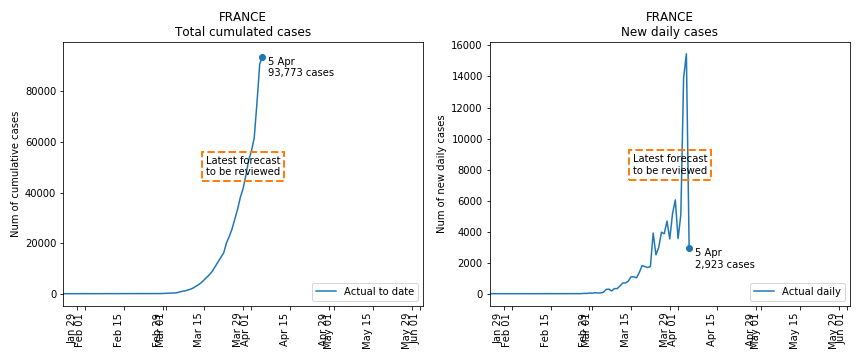 FRANCE
Total cumulated cases
Num of cumulative cases
80000
60000
40000
20000
0
5 Apr
93,773 cases
Latest forecast
to be reviewed
Actual to date
Jan 29
Feb 01
Feb 15
Feb 29
Mar 01
Mar 15
Mar 29
Apr 01
Apr 15
Apr 29
May 01
May 15
May 29
Jun 01
FRANCE
New daily cases
Num of new daily cases
16000
14000
12000
10000
8000
6000
4000
2000
0
Latest forecast
to be reviewed
5 Apr
2,923 cases
Actual daily
Jan 29
Feb 01
Feb 15
Feb 29
Mar 01
Mar 15
Mar 29
Apr 01
Apr 15
Apr 29
May 01
May 15
May 29
Jun 01